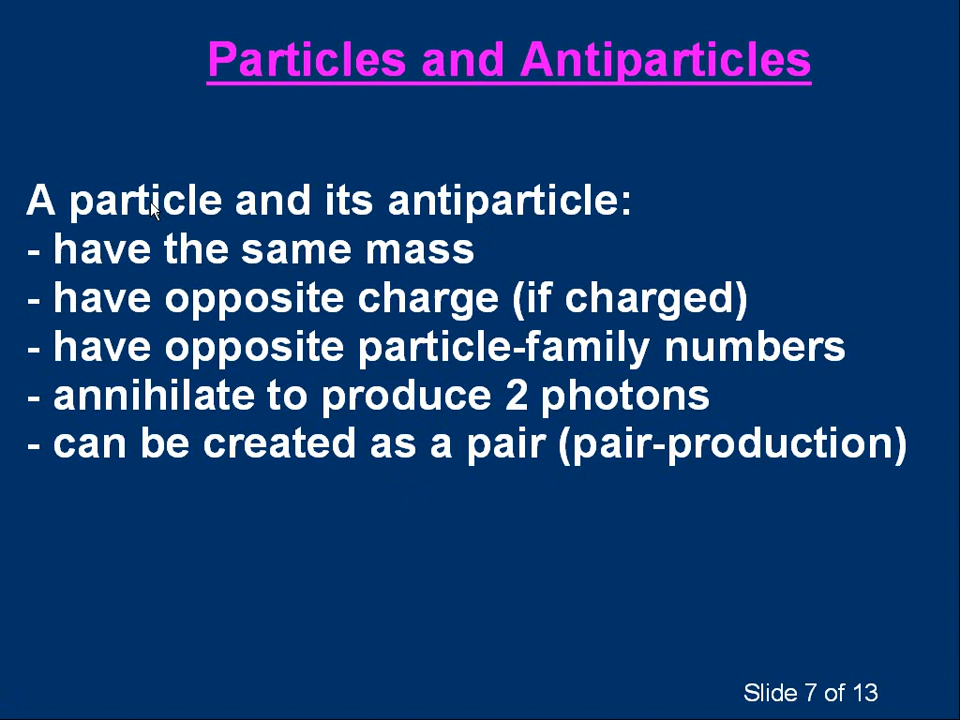 Particles and Antiparticles
A particle and its antiparticle:
- have the same mass
- have opposite charge (if charged)
- have opposite particle-family numbers
- annihilate to produce 2 photons
- can be created as a pair (pair-production)
Slide 7 of 13